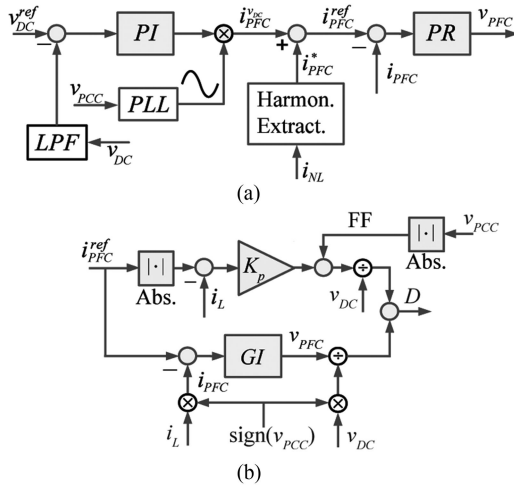 v_DC^ref
−
PI
i_PFC^{v_DC}
+
i_PFC^ref
−
PR
v_PFC
v_PCC
PLL
i*_PFC
i_PFC
LPF
v_DC
Harmon.
Extract.
i_NL
(a)
FF
v_PCC
i_PFC^ref
|·|
Abs.
−
i_L
K_p
÷
v_DC
|·|
Abs.
D
−
GI
v_PFC
÷
i_PFC
×
×
i_L
sign(v_PCC)
v_DC
(b)